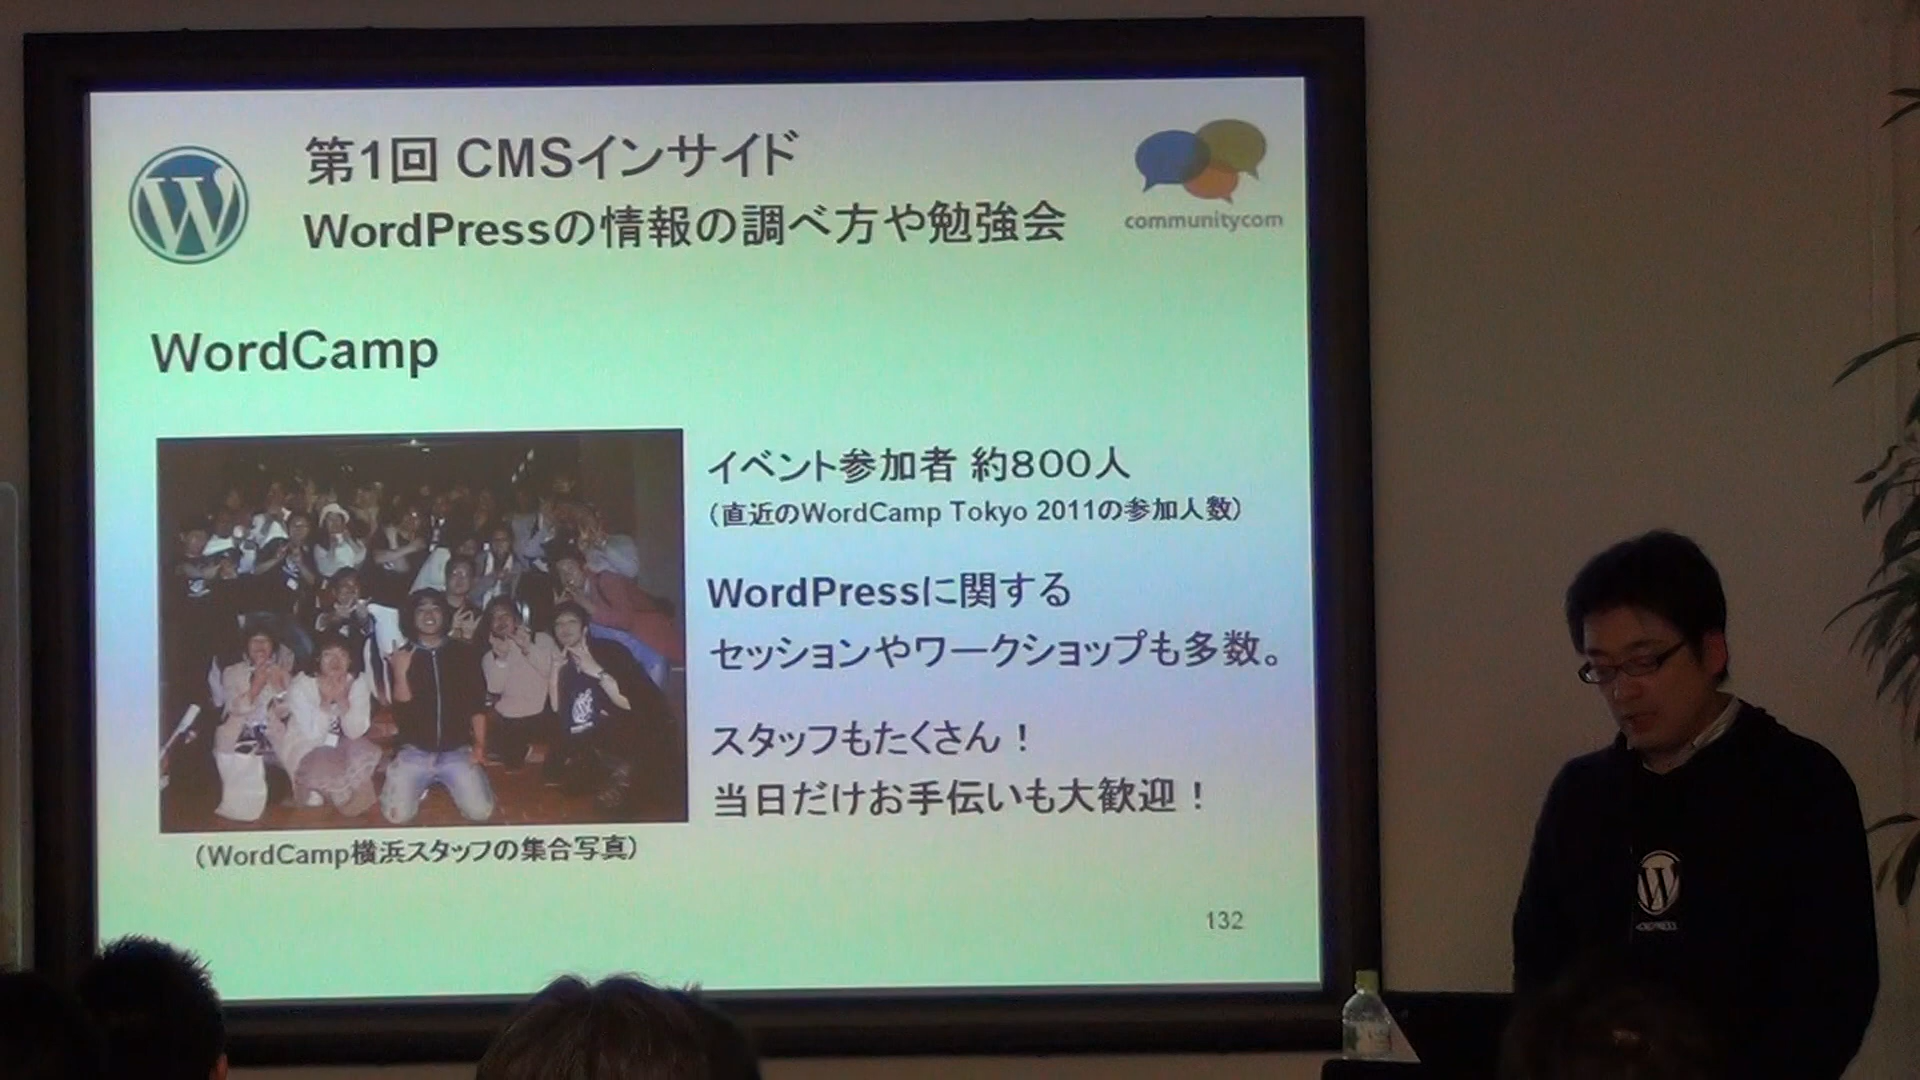 第1回 CMSインサイド
WordPressの情報の調べ方や勉強会
communitycom
WordCamp
イベント参加者 約800人
（直近のWordCamp Tokyo 2011の参加人数）
WordPressに関する
セッションやワークショップも多数。
スタッフもたくさん！
当日だけお手伝いも大歓迎！
（WordCamp横浜スタッフの集合写真）
132
W
WORDPRESS